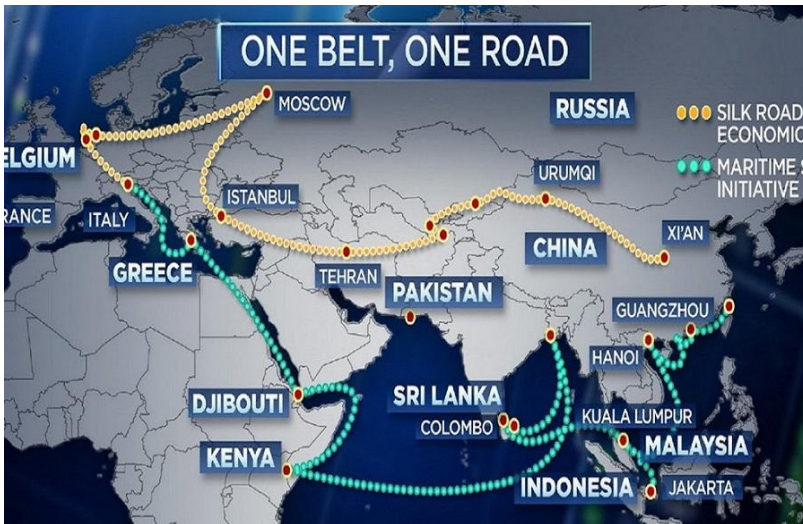 ONE BELT, ONE ROAD
MOSCOW
RUSSIA
SILK ROAD
ECONOMIC
MARITIME S
INITIATIVE
ELGIUM
URUMQI
ISTANBUL
RANCE
ITALY
XI'AN
CHINA
GREECE
TEHRAN
PAKISTAN
GUANGZHOU
HANOI
DJIBOUTI
SRI LANKA
COLOMBO
KUALA LUMPUR
MALAYSIA
KENYA
INDONESIA
JAKARTA